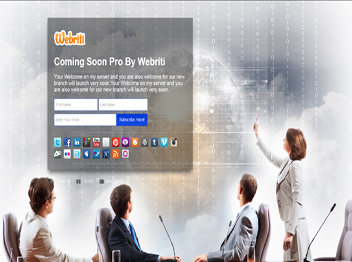 Webriti
Coming Soon Pro By Webriti
Your Welcome on my server and you are also welcome for our new
branch will launch very soon.Your Welcome on my server and you
are also welcome for our new branch will launch very soon.
First Name Last Name
Enter Your Email Subscribe Here!